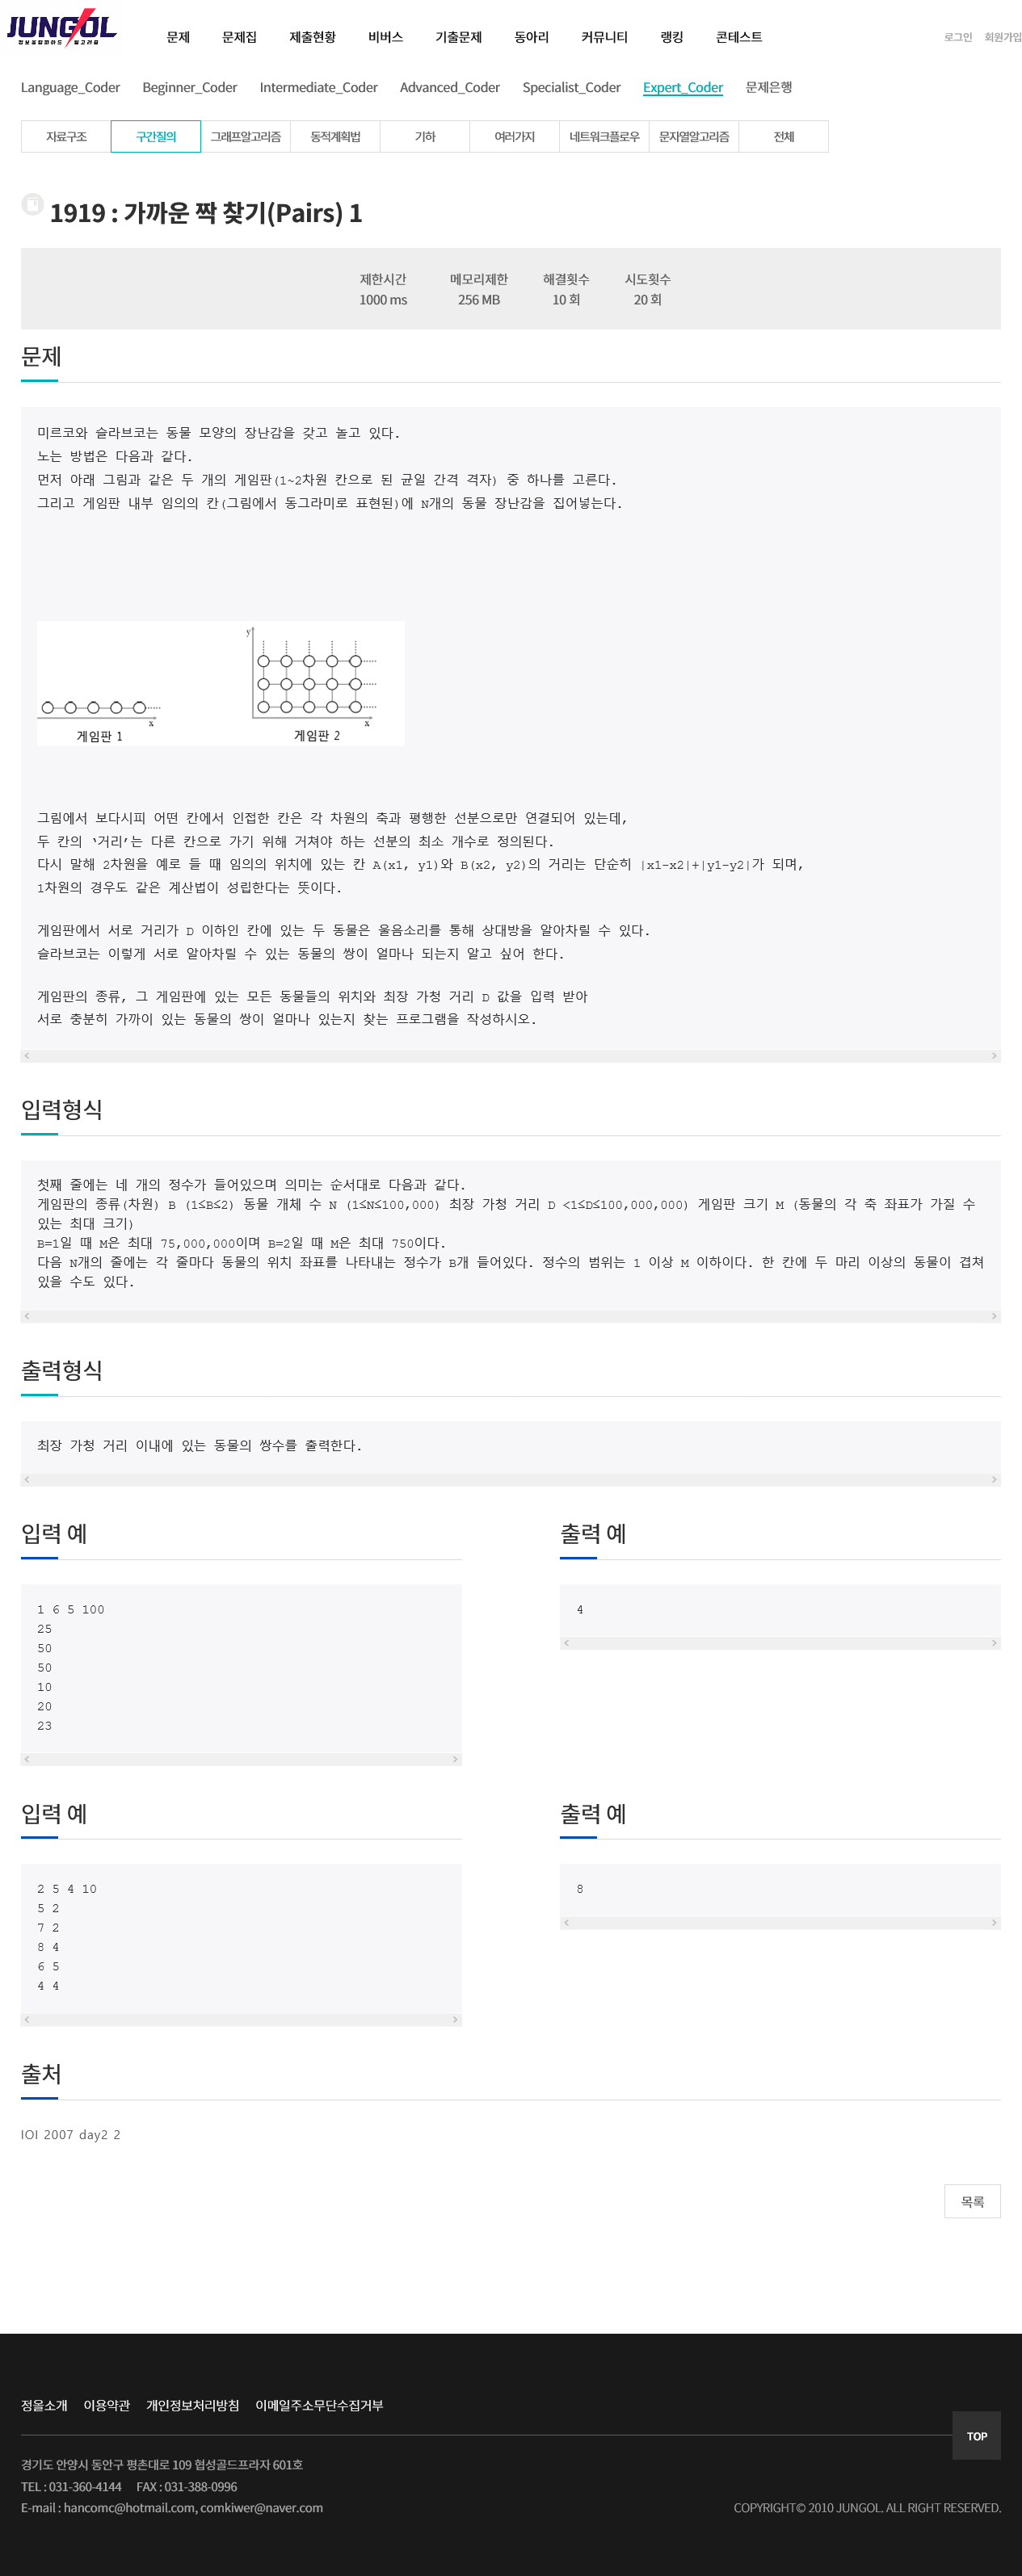 JUNGOL
정보올림피아드 알고리즘
문제 문제집 제출현황 비버스 기출문제 동아리 커뮤니티 랭킹 콘테스트 로그인 회원가입
Language_Coder Beginner_Coder Intermediate_Coder Advanced_Coder Specialist_Coder Expert_Coder 문제은행
자료구조 구간질의 그래프알고리즘 동적계획법 기하 여러가지 네트워크플로우 문자열알고리즘 전체
1919 : 가까운 짝 찾기(Pairs) 1
제한시간 메모리제한 해결횟수 시도횟수
1000 ms 256 MB 10 회 20 회
문제
미르코와 슬라브코는 동물 모양의 장난감을 갖고 놀고 있다.
노는 방법은 다음과 같다.
먼저 아래 그림과 같은 두 개의 게임판(1~2차원 칸으로 된 균일 간격 격자) 중 하나를 고른다.
그리고 게임판 내부 임의의 칸(그림에서 동그라미로 표현된)에 N개의 동물 장난감을 집어넣는다.
y
x x
게임판 1 게임판 2
그림에서 보다시피 어떤 칸에서 인접한 칸은 각 차원의 축과 평행한 선분으로만 연결되어 있는데,
두 칸의 ‘거리’는 다른 칸으로 가기 위해 거쳐야 하는 선분의 최소 개수로 정의된다.
다시 말해 2차원을 예로 들 때 임의의 위치에 있는 칸 A(x1, y1)와 B(x2, y2)의 거리는 단순히 |x1-x2|+|y1-y2|가 되며,
1차원의 경우도 같은 계산법이 성립한다는 뜻이다.
게임판에서 서로 거리가 D 이하인 칸에 있는 두 동물은 울음소리를 통해 상대방을 알아차릴 수 있다.
슬라브코는 이렇게 서로 알아차릴 수 있는 동물의 쌍이 얼마나 되는지 알고 싶어 한다.
게임판의 종류, 그 게임판에 있는 모든 동물들의 위치와 최장 가청 거리 D 값을 입력 받아
서로 충분히 가까이 있는 동물의 쌍이 얼마나 있는지 찾는 프로그램을 작성하시오.
입력형식
첫째 줄에는 네 개의 정수가 들어있으며 의미는 순서대로 다음과 같다.
게임판의 종류(차원) B (1≤B≤2) 동물 개체 수 N (1≤N≤100,000) 최장 가청 거리 D <1≤D≤100,000,000) 게임판 크기 M (동물의 각 축 좌표가 가질 수
있는 최대 크기)
B=1일 때 M은 최대 75,000,000이며 B=2일 때 M은 최대 750이다.
다음 N개의 줄에는 각 줄마다 동물의 위치 좌표를 나타내는 정수가 B개 들어있다. 정수의 범위는 1 이상 M 이하이다. 한 칸에 두 마리 이상의 동물이 겹쳐
있을 수도 있다.
출력형식
최장 가청 거리 이내에 있는 동물의 쌍수를 출력한다.
입력 예 출력 예
1 6 5 100 4
25
50
50
10
20
23
입력 예 출력 예
2 5 4 10 8
5 2
7 2
8 4
6 5
4 4
출처
IOI 2007 day2 2
목록
정올소개 이용약관 개인정보처리방침 이메일주소무단수집거부
TOP
경기도 안양시 동안구 평촌대로 109 협성골드프라자 601호
TEL : 031-360-4144 FAX : 031-388-0996
E-mail : hancomc@hotmail.com, comkiwer@naver.com COPYRIGHT© 2010 JUNGOL. ALL RIGHT RESERVED.